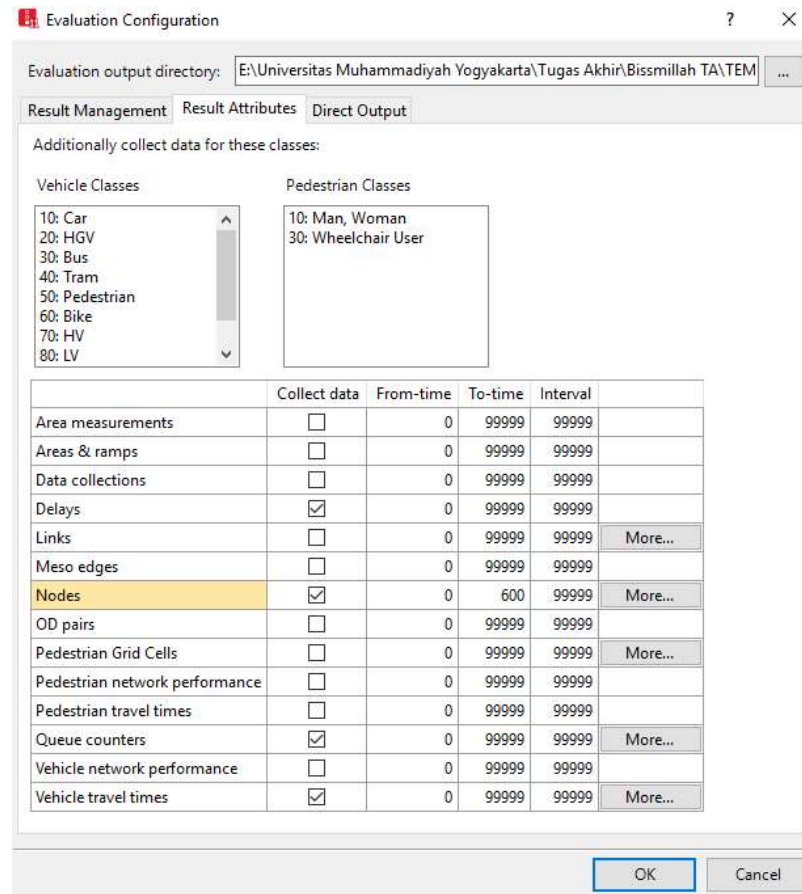 Evaluation Configuration ? ×
Evaluation output directory: E:\Universitas Muhammadiyah Yogyakarta\Tugas Akhir\Bissmillah TA\TEM ...
Result Management Result Attributes Direct Output
Additionally collect data for these classes:
Vehicle Classes Pedestrian Classes
10: Car 10: Man, Woman
20: HGV 30: Wheelchair User
30: Bus
40: Tram
50: Pedestrian
60: Bike
70: HV
80: LV
Collect data From-time To-time Interval
Area measurements 0 99999 99999
Areas & ramps 0 99999 99999
Data collections 0 99999 99999
Delays 0 99999 99999
Links 0 99999 99999 More...
Meso edges 0 99999 99999
Nodes 0 600 99999 More...
OD pairs 0 99999 99999
Pedestrian Grid Cells 0 99999 99999 More...
Pedestrian network performance 0 99999 99999
Pedestrian travel times 0 99999 99999
Queue counters 0 99999 99999 More...
Vehicle network performance 0 99999 99999
Vehicle travel times 0 99999 99999 More...
OK Cancel